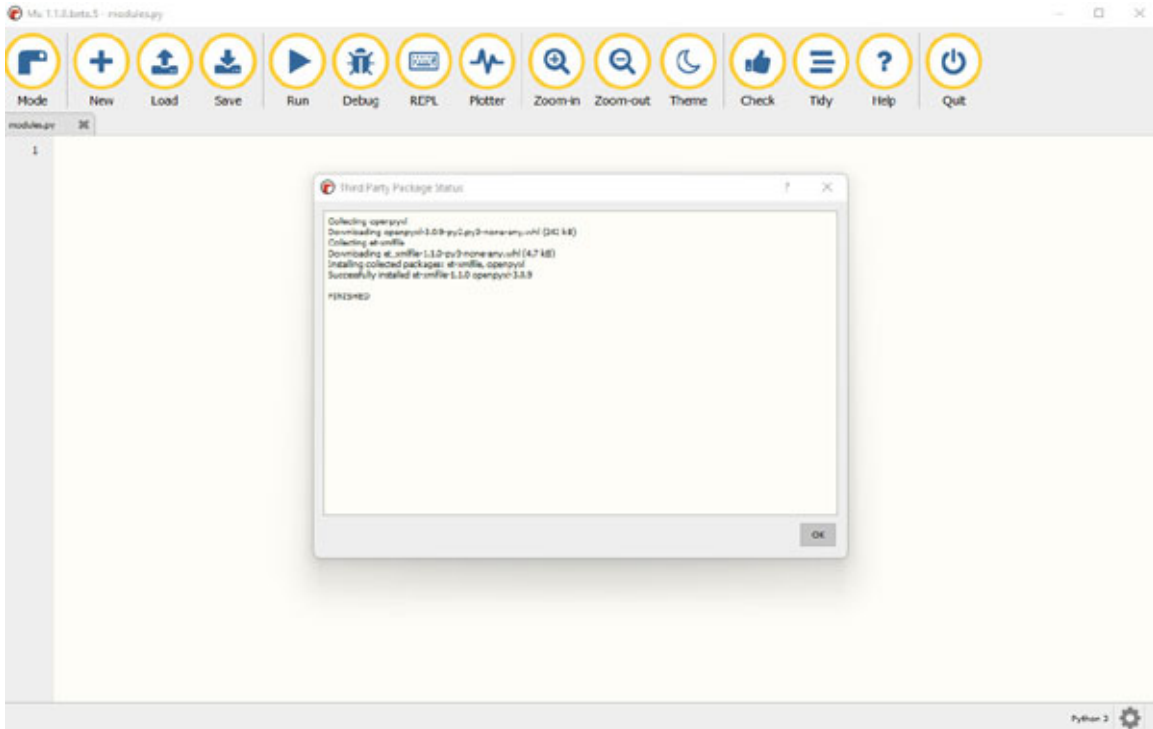 Mu 1.1.0.beta.5 - modules.py
Mode New Load Save Run Debug REPL Plotter Zoom-in Zoom-out Theme Check Tidy Help Quit
modules.py
1
Third Party Package Status
Collecting openpyxl
Downloading openpyxl-3.0.9-py2.py3-none-any.whl (242 kB)
Collecting et-xmlfile
Downloading et_xmlfile-1.1.0-py3-none-any.whl (4.7 kB)
Installing collected packages: et-xmlfile, openpyxl
Successfully installed et-xmlfile-1.1.0 openpyxl-3.0.9
FINISHED
OK
Python 3